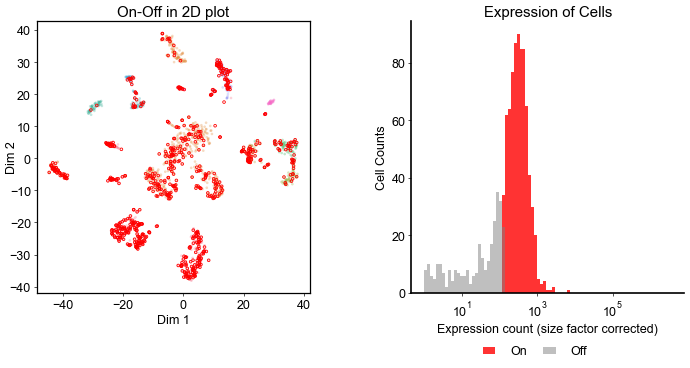 On-Off in 2D plot
40
30
20
10
0
−10
−20
−30
−40
Dim 2
−40
−20
0
20
40
Dim 1
Expression of Cells
80
60
40
20
0
Cell Counts
10^1
10^3
10^5
Expression count (size factor corrected)
On
Off